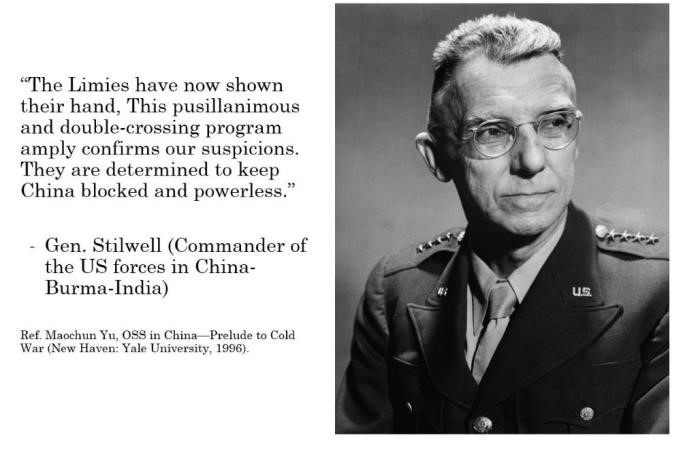 “The Limies have now shown
their hand, This pusillanimous
and double-crossing program
amply confirms our suspicions.
They are determined to keep
China blocked and powerless.”
- Gen. Stilwell (Commander of
the US forces in China-
Burma-India)
Ref. Maochun Yu, OSS in China—Prelude to Cold
War (New Haven: Yale University, 1996).
U.S.